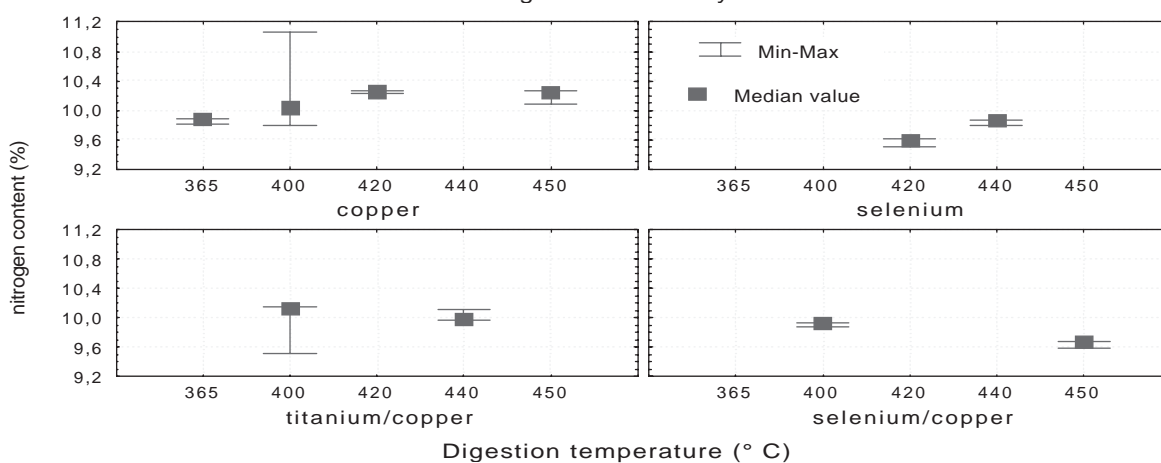 11,2
10,8
10,4
10,0
9,6
9,2
365 400 420 440 450
copper
Min-Max
Median value
365 400 420 440 450
selenium
nitrogen content (%)
11,2
10,8
10,4
10,0
9,6
9,2
365 400 420 440 450
titanium/copper
365 400 420 440 450
selenium/copper
Digestion temperature (° C)